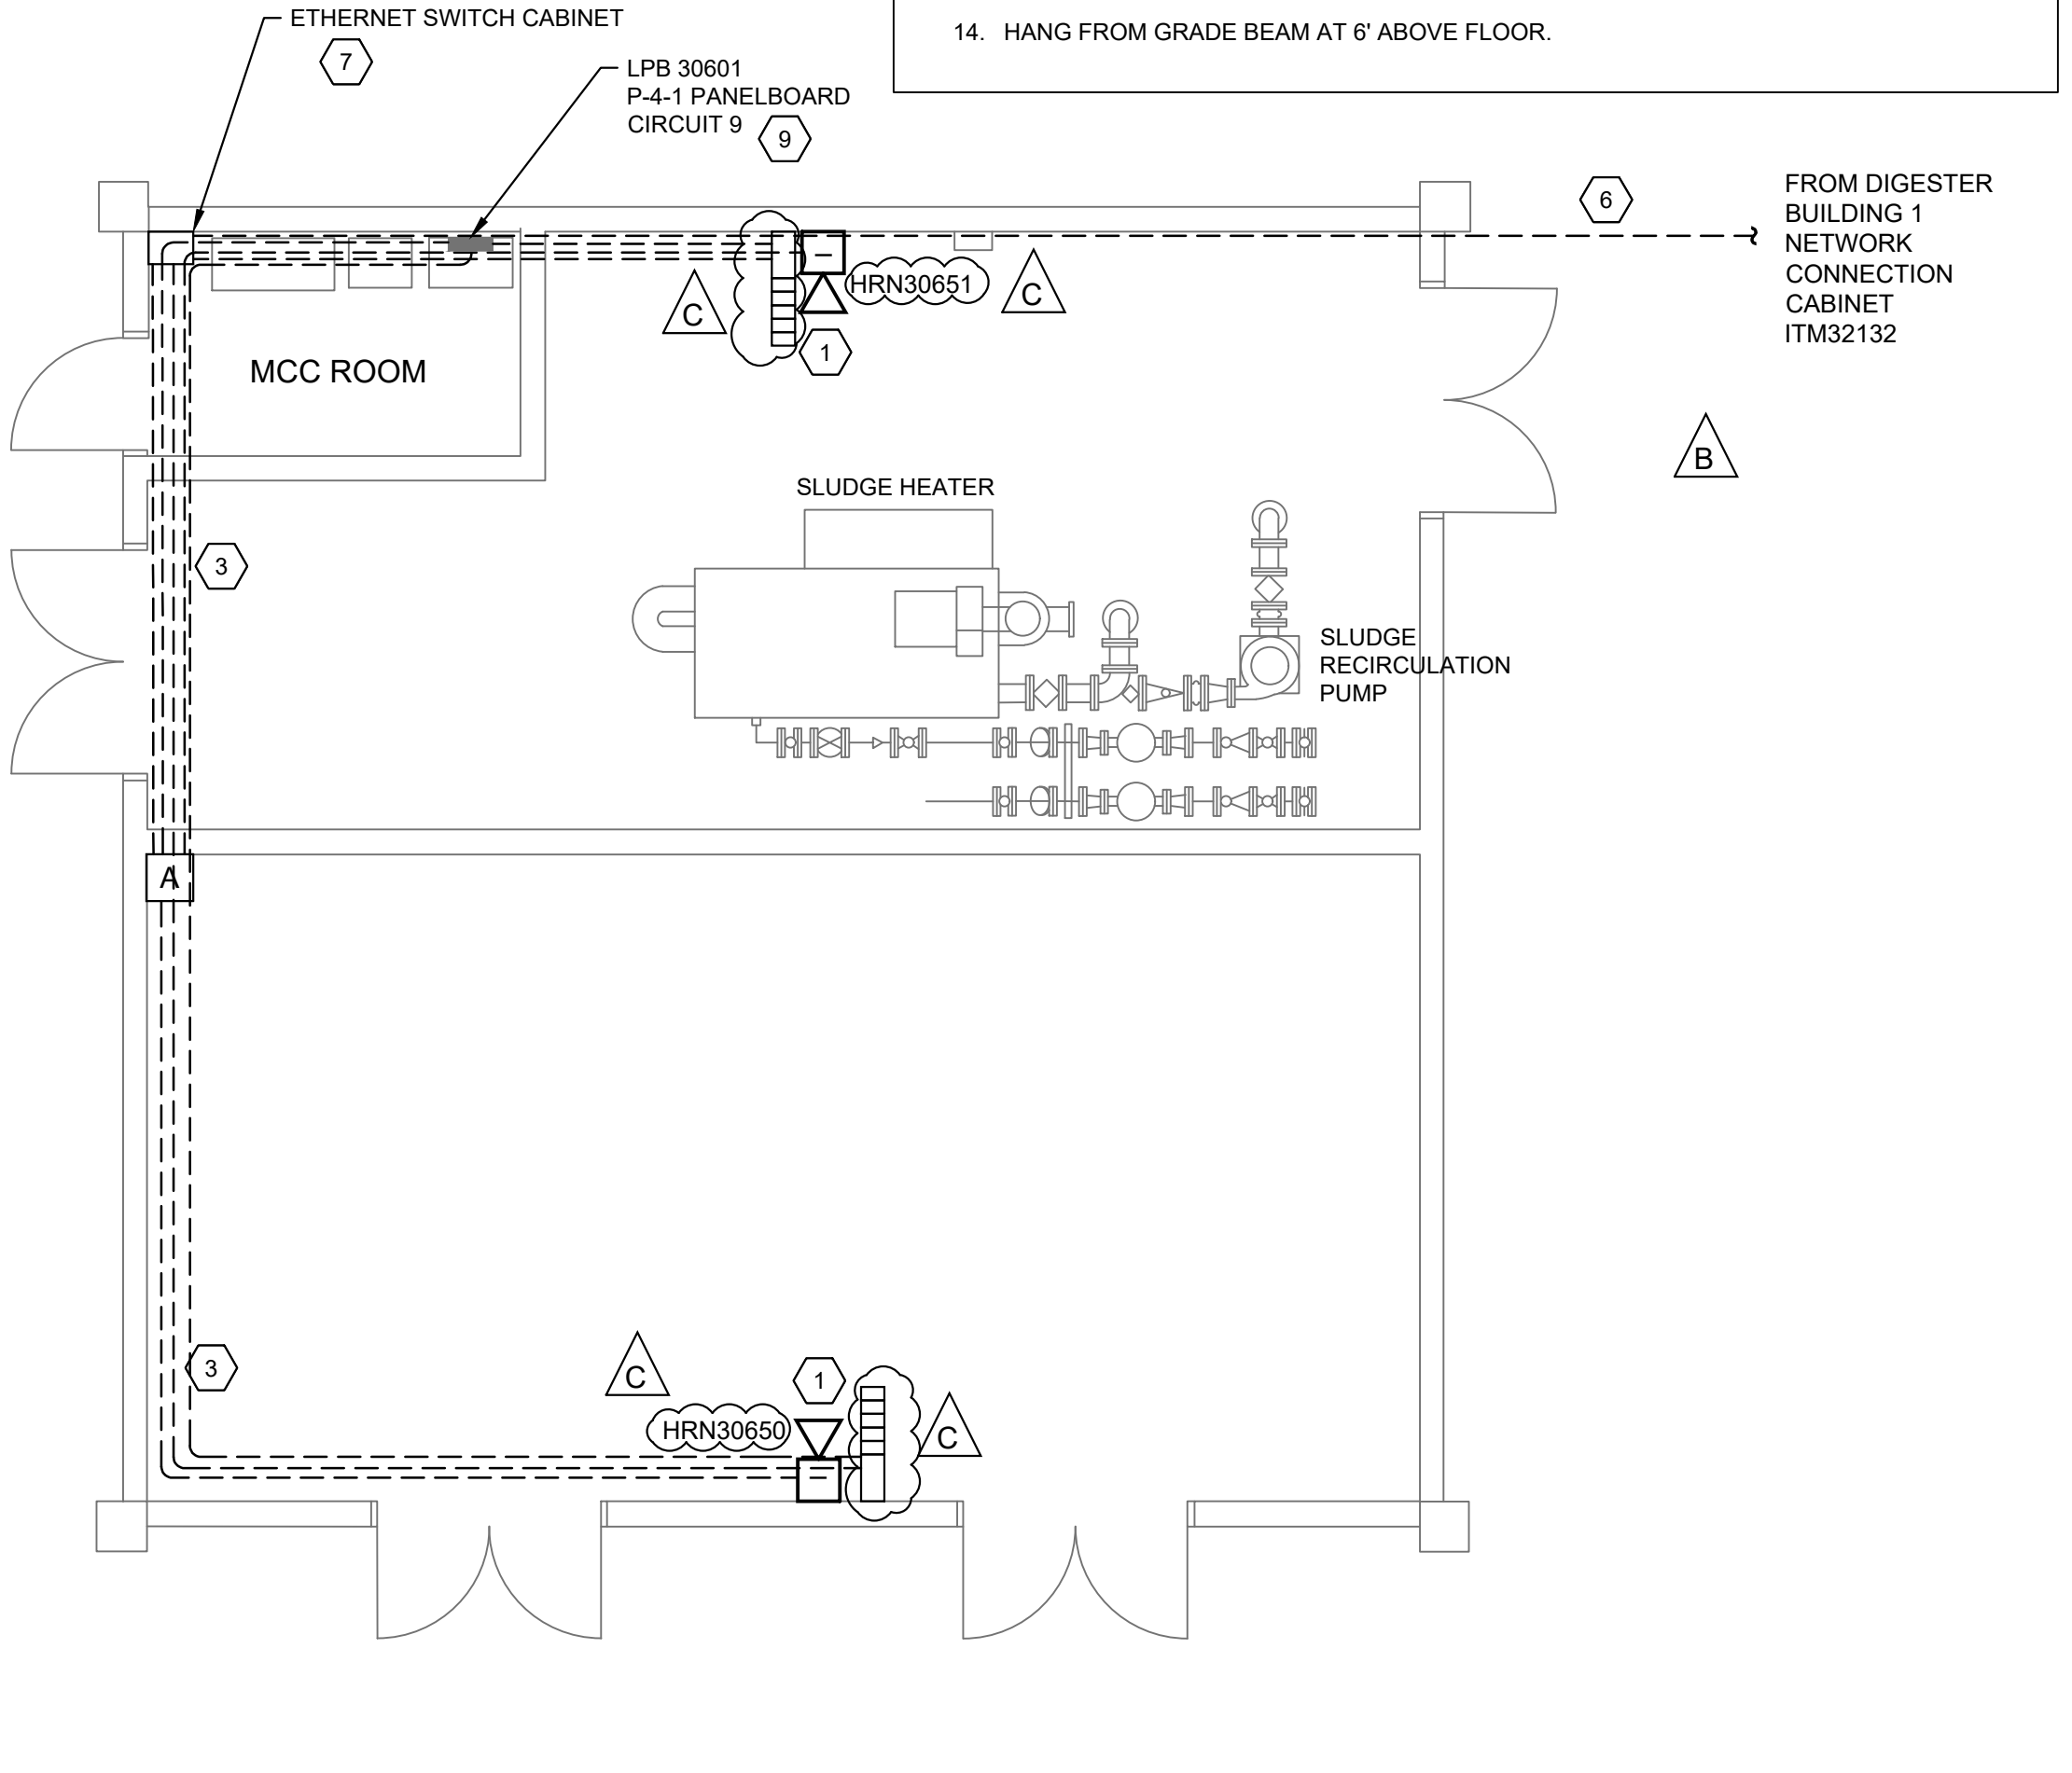 ETHERNET SWITCH CABINET
7
14. HANG FROM GRADE BEAM AT 6' ABOVE FLOOR.
LPB 30601
P-4-1 PANELBOARD
CIRCUIT 9
9
6
FROM DIGESTER
BUILDING 1
NETWORK
CONNECTION
CABINET
ITM32132
HRN30651
C
C
1
MCC ROOM
B
SLUDGE HEATER
3
SLUDGE
RECIRCULATION
PUMP
A
3
C
1
HRN30650
C